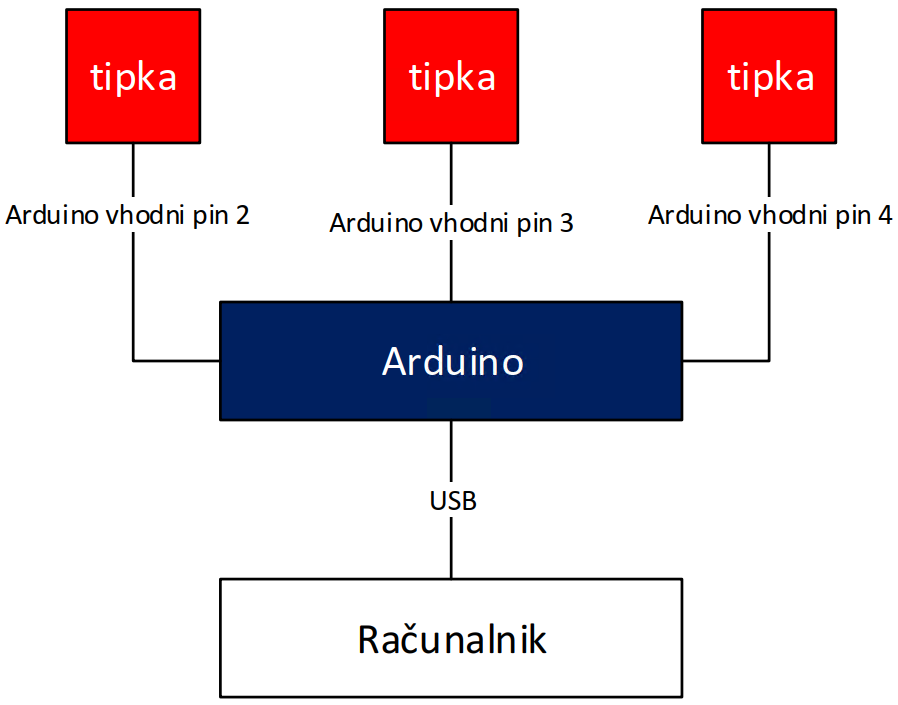 tipka
tipka
tipka
Arduino vhodni pin 2
Arduino vhodni pin 3
Arduino vhodni pin 4
Arduino
USB
Računalnik